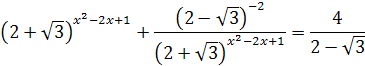 (2 + √3)^(x² − 2x + 1) + (2 − √3)^(−2) / (2 + √3)^(x² − 2x + 1) = 4 / (2 − √3)